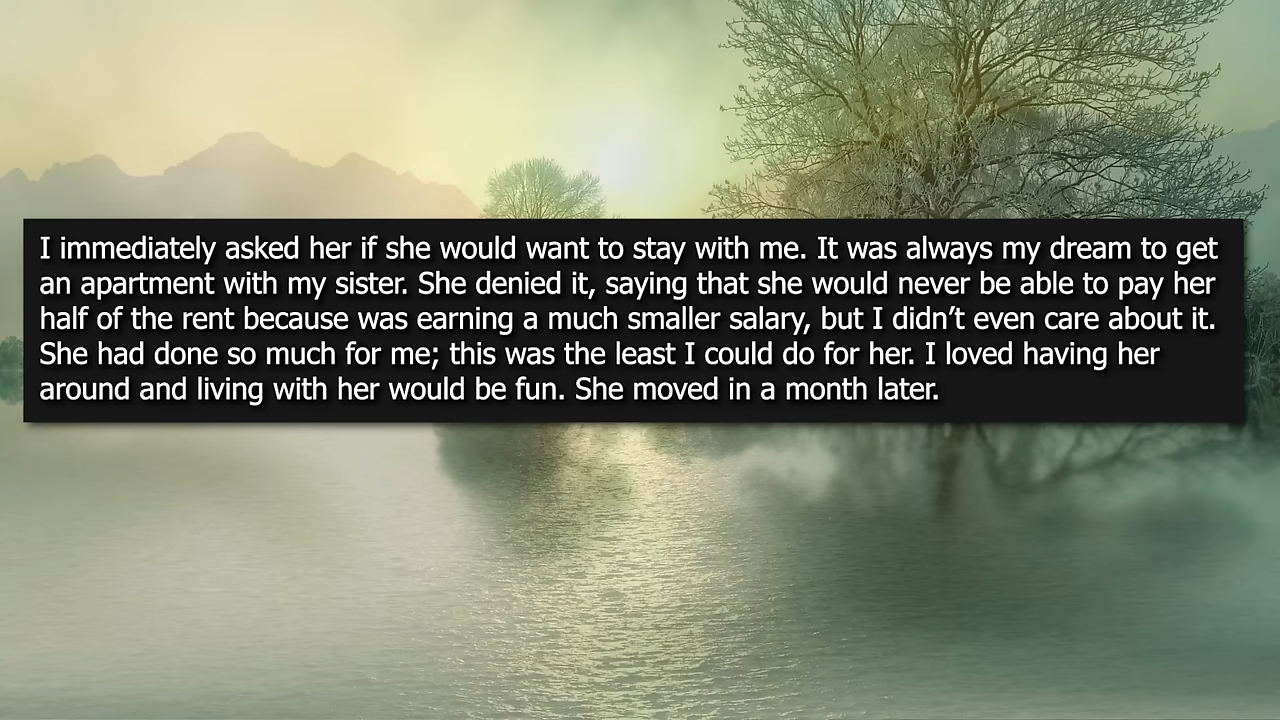 I immediately asked her if she would want to stay with me. It was always my dream to get
an apartment with my sister. She denied it, saying that she would never be able to pay her
half of the rent because was earning a much smaller salary, but I didn’t even care about it.
She had done so much for me; this was the least I could do for her. I loved having her
around and living with her would be fun. She moved in a month later.